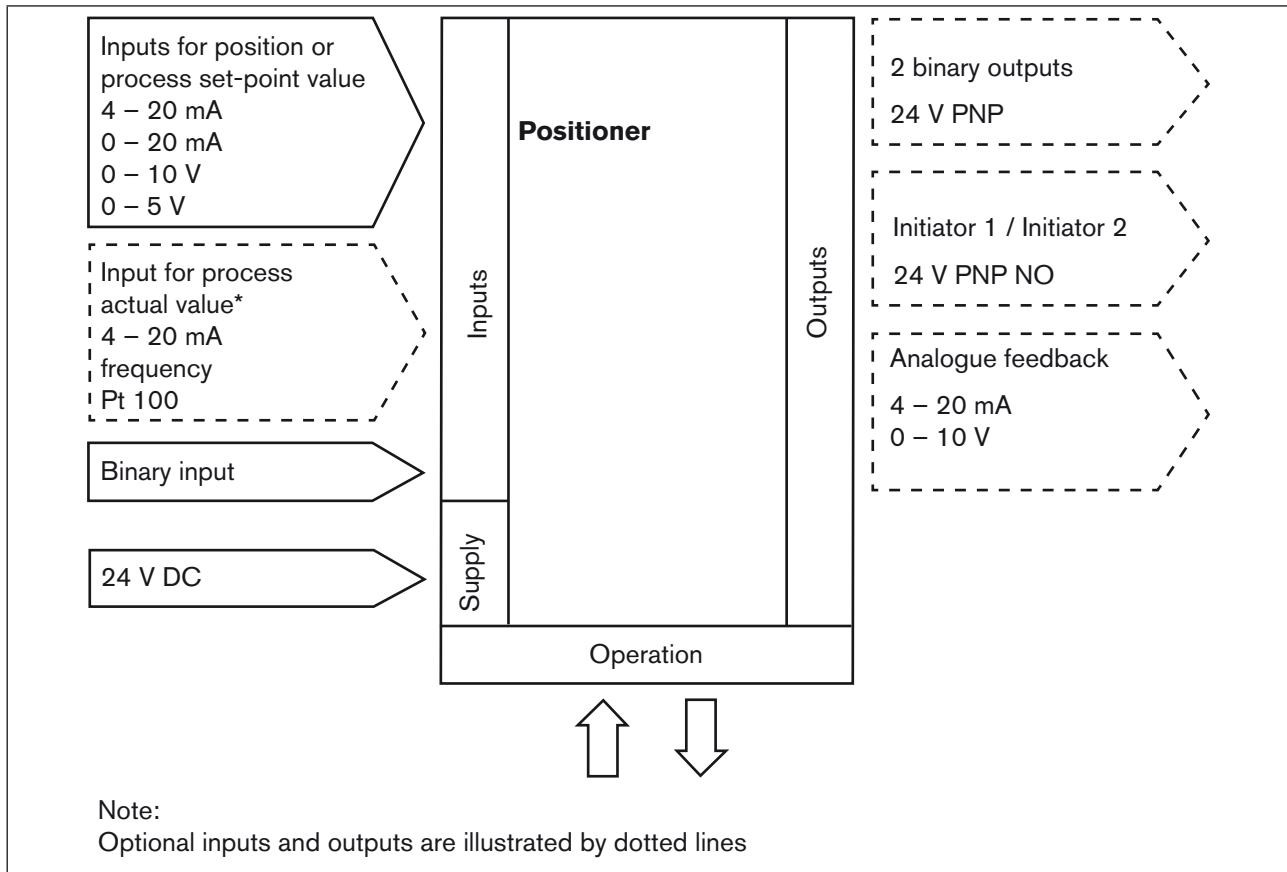 Inputs for position or
process set-point value
4 – 20 mA
0 – 20 mA
0 – 10 V
0 – 5 V
Input for process
actual value*
4 – 20 mA
frequency
Pt 100
Binary input
24 V DC
Inputs
Supply
Positioner
Outputs
Operation
2 binary outputs
24 V PNP
Initiator 1 / Initiator 2
24 V PNP NO
Analogue feedback
4 – 20 mA
0 – 10 V
Note:
Optional inputs and outputs are illustrated by dotted lines